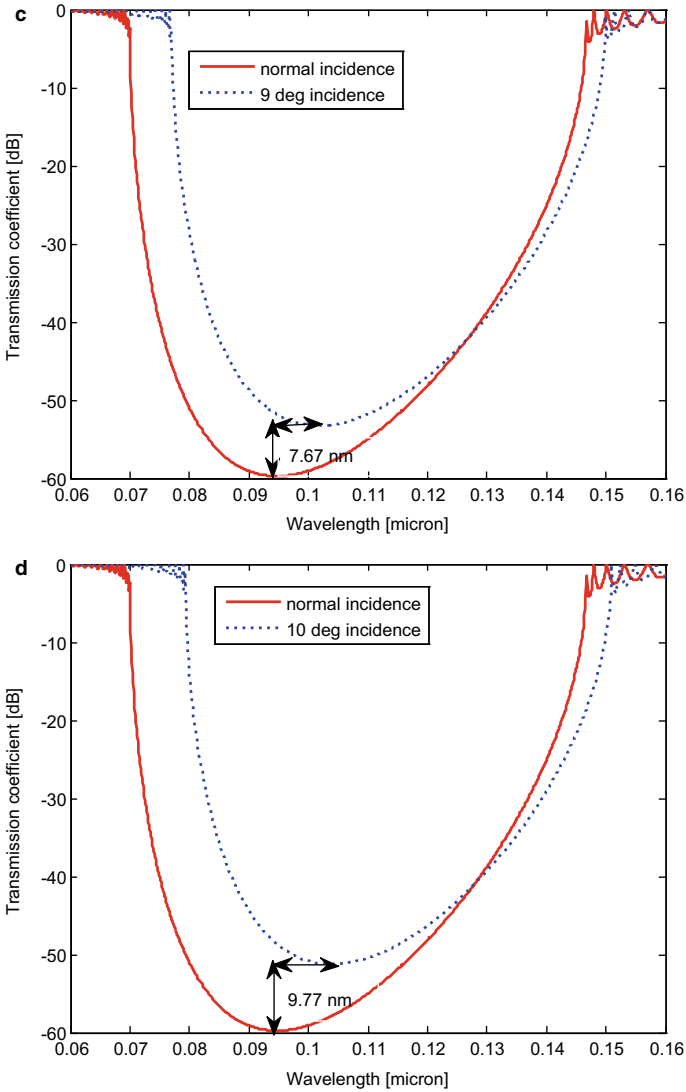 c
0
-10
-20
-30
-40
-50
-60
Transmission coefficient [dB]
normal incidence
9 deg incidence
7.67 nm
0.06 0.07 0.08 0.09 0.1 0.11 0.12 0.13 0.14 0.15 0.16
Wavelength [micron]
d
0
-10
-20
-30
-40
-50
-60
Transmission coefficient [dB]
normal incidence
10 deg incidence
9.77 nm
0.06 0.07 0.08 0.09 0.1 0.11 0.12 0.13 0.14 0.15 0.16
Wavelength [micron]